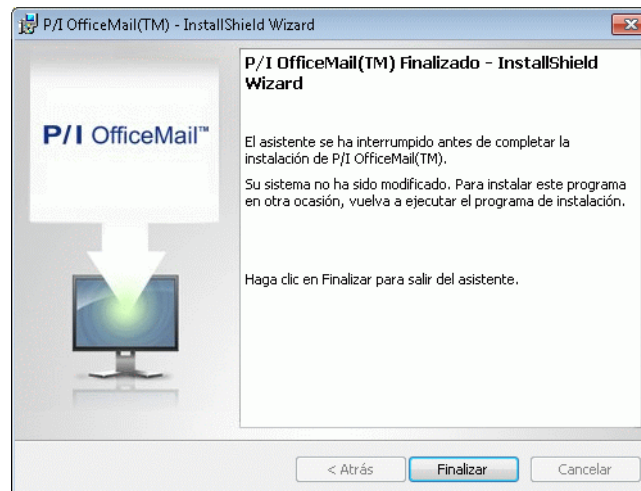 P/I OfficeMail(TM) - InstallShield Wizard
P/I OfficeMail(TM) Finalizado - InstallShield
Wizard
P/I OfficeMail™
El asistente se ha interrumpido antes de completar la
instalación de P/I OfficeMail(TM).
Su sistema no ha sido modificado. Para instalar este programa
en otra ocasión, vuelva a ejecutar el programa de instalación.
Haga clic en Finalizar para salir del asistente.
< Atrás
Finalizar
Cancelar